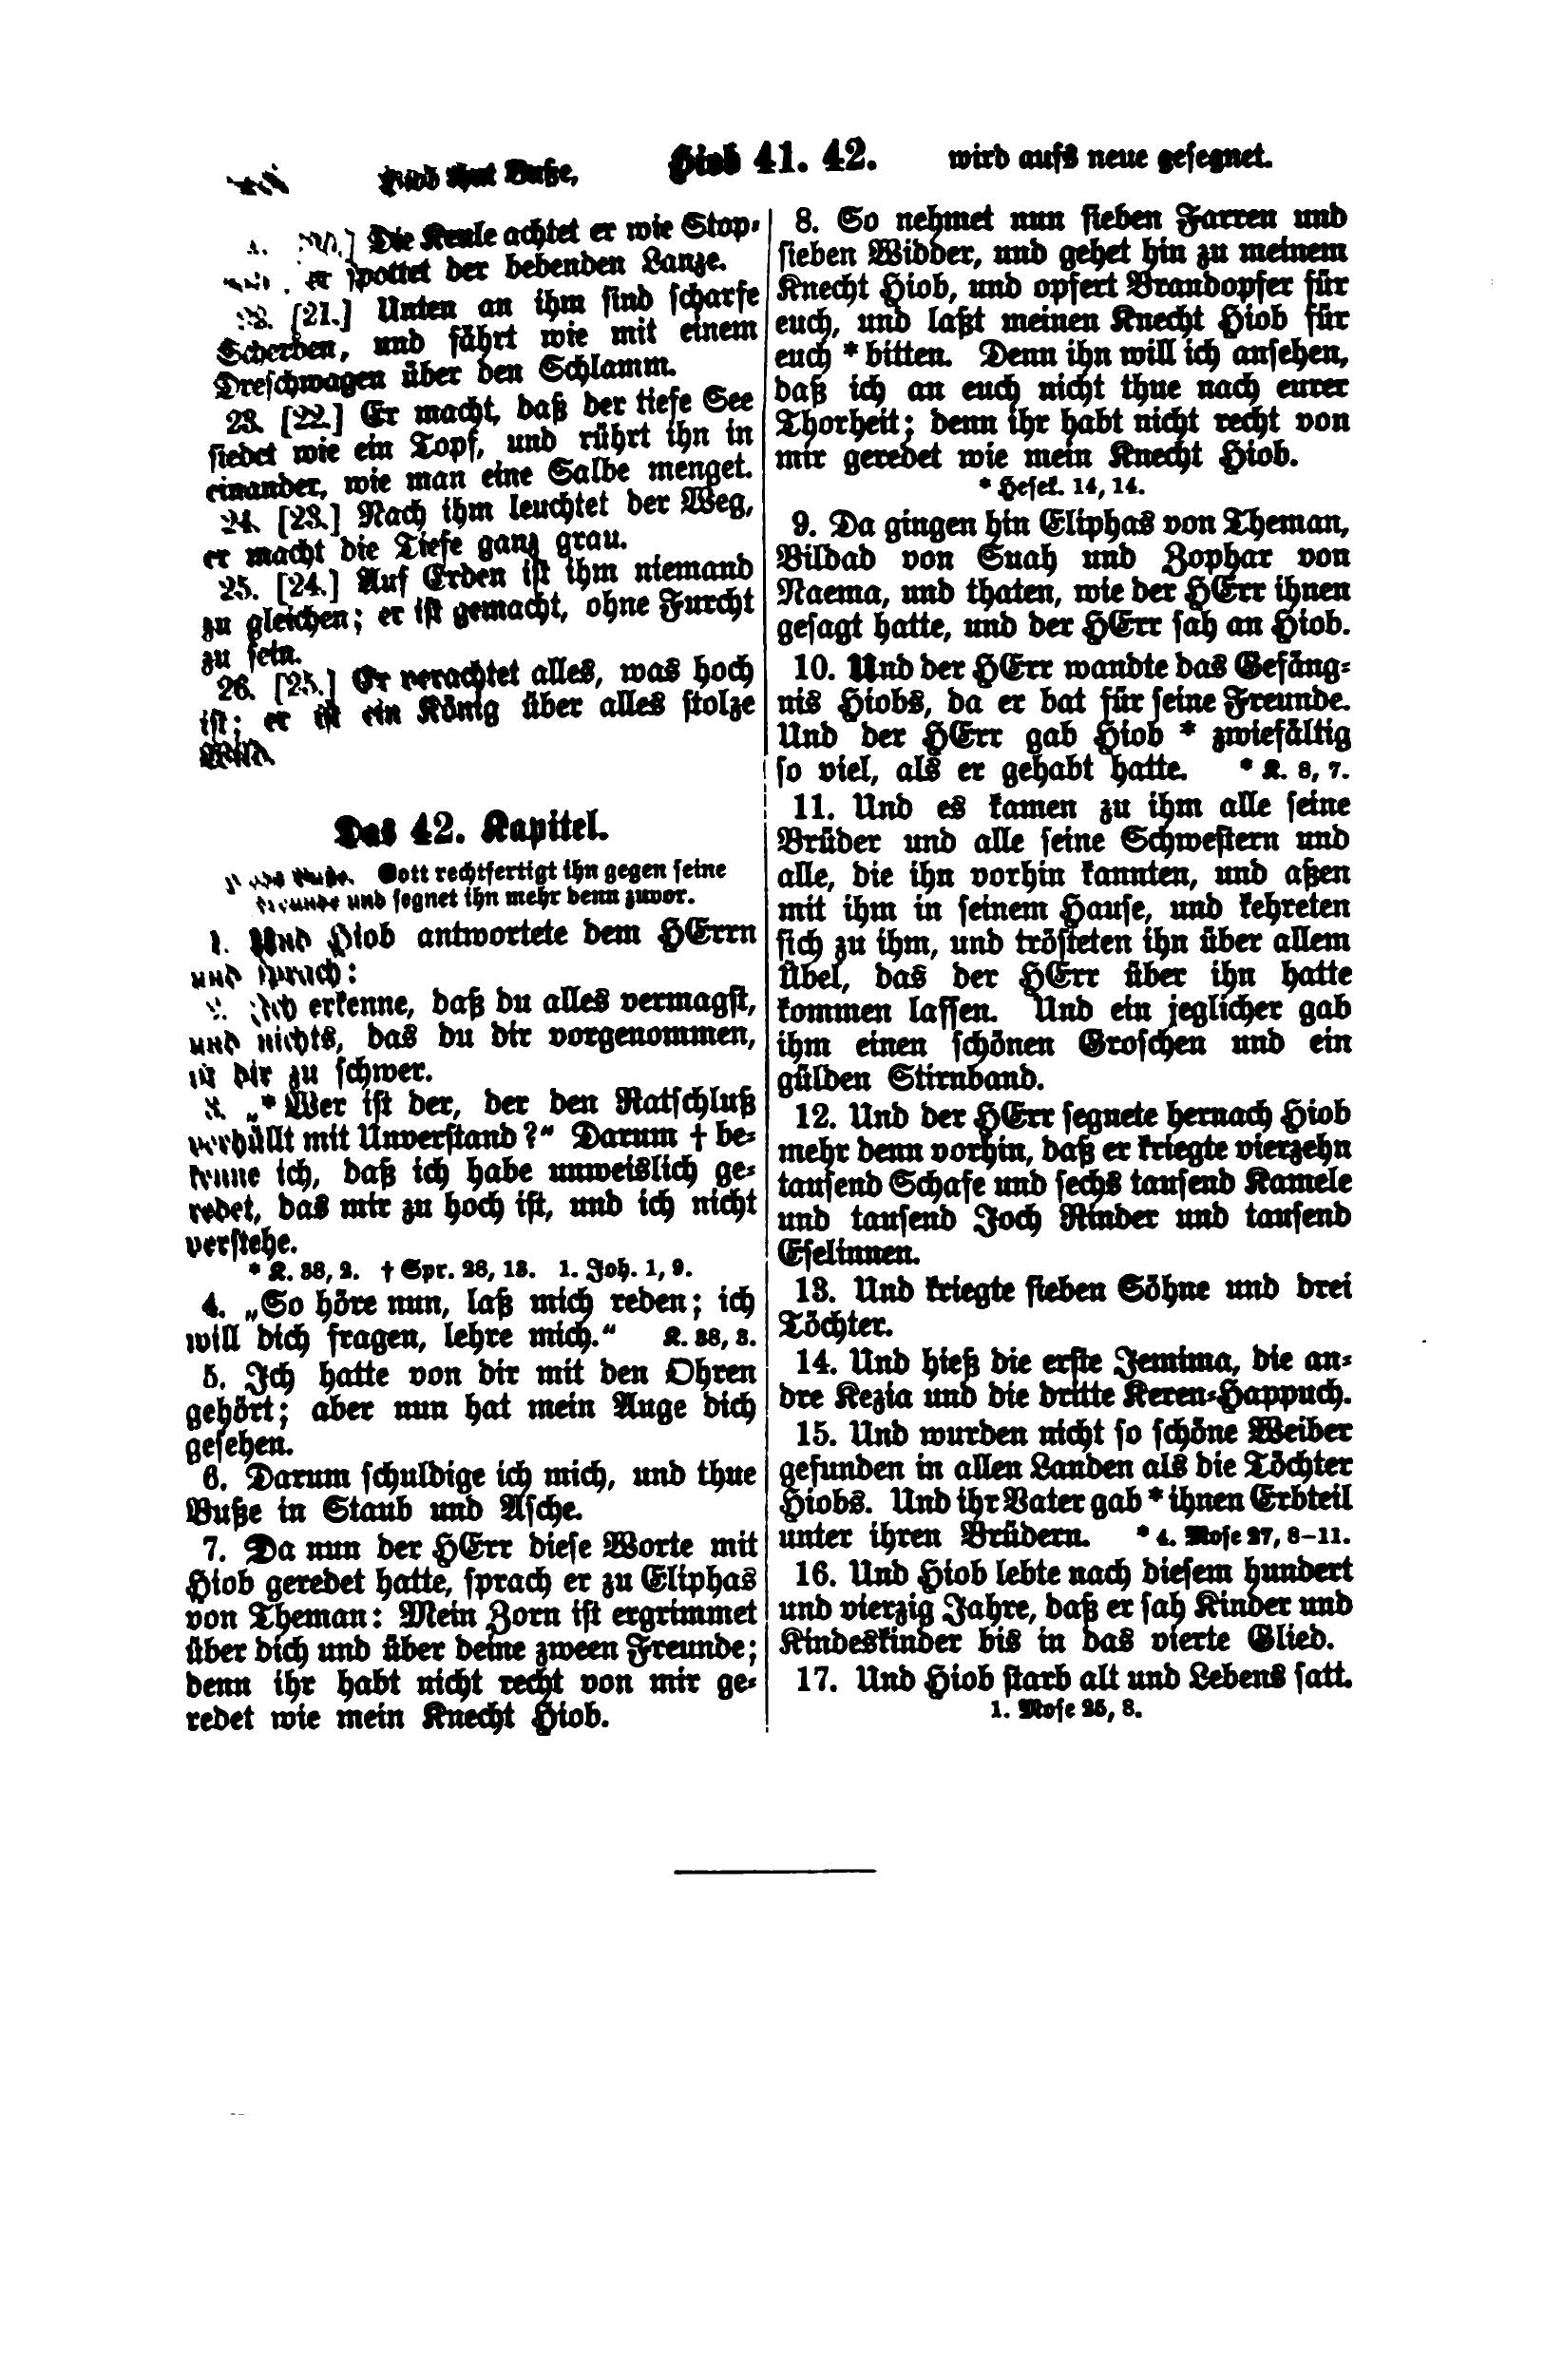 Hiob thut Buße,
Hiob 41. 42.
wird aufs neue gesegnet.
Die Keule achtet er wie Stop⸗
er spottet der bebenden Lanze.
[21.] Unten an ihm sind scharfe
Scherben, und fährt wie mit einem
Dreschwagen über den Schlamm.
23. [22.] Er macht, daß der tiefe See
siedet wie ein Topf, und rührt ihn in
einander, wie man eine Salbe menget.
24. [23.] Nach ihm leuchtet der Weg,
er macht die Tiefe ganz grau.
25. [24.] Auf Erden ist ihm niemand
zu gleichen; er ist gemacht, ohne Furcht
zu sein.
26. [25.] Er verachtet alles, was hoch
ist; er ist ein König über alles stolze
Wild.
Das 42. Kapitel.
Gott rechtfertigt ihn gegen seine
Freunde und segnet ihn mehr denn zuvor.
1. Und Hiob antwortete dem HErrn
und sprach:
2. Ich erkenne, daß du alles vermagst,
und nichts, das du dir vorgenommen,
ist dir zu schwer.
3. „* Wer ist der, der den Ratschluß
verhüllt mit Unverstand?“ Darum † be⸗
kenne ich, daß ich habe unweislich ge⸗
redet, das mir zu hoch ist, und ich nicht
verstehe.
* K. 38, 2. † Spr. 28, 13. 1. Joh. 1, 9.
4. „So höre nun, laß mich reden; ich
will dich fragen, lehre mich.“ K. 38, 3.
5. Ich hatte von dir mit den Ohren
gehört; aber nun hat mein Auge dich
gesehen.
6. Darum schuldige ich mich, und thue
Buße in Staub und Asche.
7. Da nun der HErr diese Worte mit
Hiob geredet hatte, sprach er zu Eliphas
von Theman: Mein Zorn ist ergrimmet
über dich und über deine zween Freunde;
denn ihr habt nicht recht von mir ge⸗
redet wie mein Knecht Hiob.
8. So nehmet nun sieben Farren und
sieben Widder, und gehet hin zu meinem
Knecht Hiob, und opfert Brandopfer für
euch, und laßt meinen Knecht Hiob für
euch * bitten. Denn ihn will ich ansehen,
daß ich an euch nicht thue nach eurer
Thorheit; denn ihr habt nicht recht von
mir geredet wie mein Knecht Hiob.
* Hesek. 14, 14.
9. Da gingen hin Eliphas von Theman,
Bildad von Suah und Zophar von
Naema, und thaten, wie der HErr ihnen
gesagt hatte, und der HErr sah an Hiob.
10. Und der HErr wandte das Gefäng⸗
nis Hiobs, da er bat für seine Freunde.
Und der HErr gab Hiob * zwiefältig
so viel, als er gehabt hatte. * K. 8, 7.
11. Und es kamen zu ihm alle seine
Brüder und alle seine Schwestern und
alle, die ihn vorhin kannten, und aßen
mit ihm in seinem Hause, und kehreten
sich zu ihm, und trösteten ihn über allem
Übel, das der HErr über ihn hatte
kommen lassen. Und ein jeglicher gab
ihm einen schönen Groschen und ein
gülden Stirnband.
12. Und der HErr segnete hernach Hiob
mehr denn vorhin, daß er kriegte vierzehn
tausend Schafe und sechs tausend Kamele
und tausend Joch Rinder und tausend
Eselinnen.
13. Und kriegte sieben Söhne und drei
Töchter.
14. Und hieß die erste Jemima, die an⸗
dre Kezia und die dritte Keren⸗Happuch.
15. Und wurden nicht so schöne Weiber
gefunden in allen Landen als die Töchter
Hiobs. Und ihr Vater gab * ihnen Erbteil
unter ihren Brüdern. * 4. Mose 27, 8–11.
16. Und Hiob lebte nach diesem hundert
und vierzig Jahre, daß er sah Kinder und
Kindeskinder bis in das vierte Glied.
17. Und Hiob starb alt und Lebens satt.
1. Mose 25, 8.